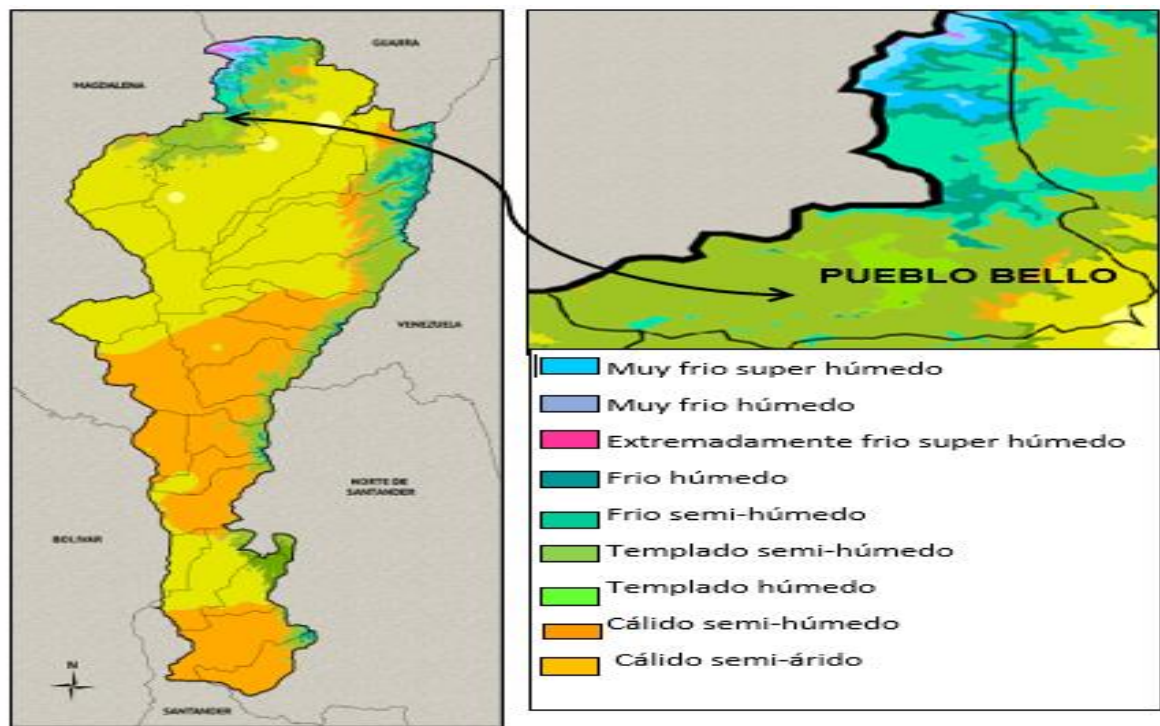 GUAJIRA
MAGDALENA
VENEZUELA
NORTE DE
SANTANDER
BOLIVAR
N
SANTANDER
PUEBLO BELLO
Muy frio super húmedo
Muy frio húmedo
Extremadamente frio super húmedo
Frio húmedo
Frio semi-húmedo
Templado semi-húmedo
Templado húmedo
Cálido semi-húmedo
Cálido semi-árido